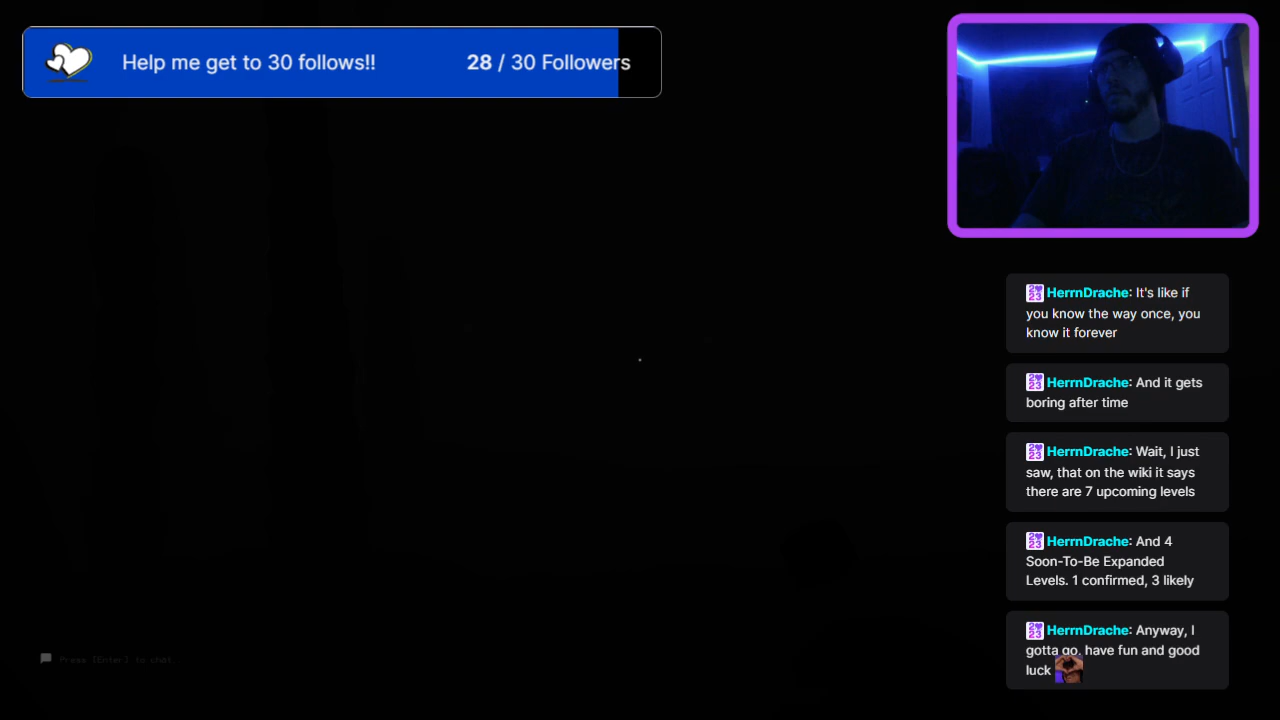 Help me get to 30 follows!!
28 / 30 Followers
HerrnDrache: It's like if
you know the way once, you
know it forever
HerrnDrache: And it gets
boring after time
HerrnDrache: Wait, I just
saw, that on the wiki it says
there are 7 upcoming levels
HerrnDrache: And 4
Soon-To-Be Expanded
Levels. 1 confirmed, 3 likely
HerrnDrache: Anyway, I
gotta go, have fun and good
luck
Press [Enter] to chat